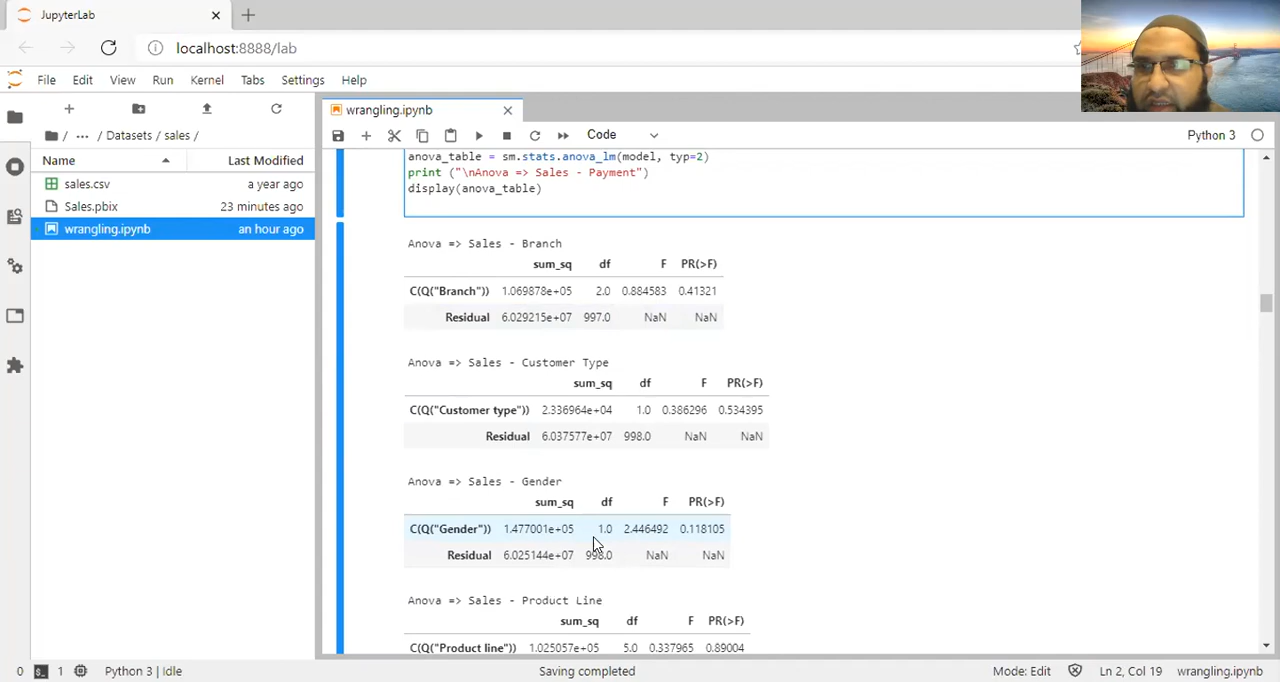 JupyterLab
localhost:8888/lab
File Edit View Run Kernel Tabs Settings Help
wrangling.ipynb
/ ... / Datasets / sales /
Code
Python 3
Name Last Modified
sales.csv a year ago
Sales.pbix 23 minutes ago
wrangling.ipynb an hour ago
anova_table = sm.stats.anova_lm(model, typ=2)
print ("\nAnova => Sales - Payment")
display(anova_table)
Anova => Sales - Branch
sum_sq df F PR(>F)
C(Q("Branch")) 1.069878e+05 2.0 0.884583 0.41321
Residual 6.029215e+07 997.0 NaN NaN
Anova => Sales - Customer Type
sum_sq df F PR(>F)
C(Q("Customer type")) 2.336964e+04 1.0 0.386296 0.534395
Residual 6.037577e+07 998.0 NaN NaN
Anova => Sales - Gender
sum_sq df F PR(>F)
C(Q("Gender")) 1.477001e+05 1.0 2.446492 0.118105
Residual 6.025144e+07 998.0 NaN NaN
Anova => Sales - Product Line
sum_sq df F PR(>F)
C(Q("Product line")) 1.025057e+05 5.0 0.337965 0.89004
0 1 Python 3 | Idle Saving completed Mode: Edit Ln 2, Col 19 wrangling.ipynb